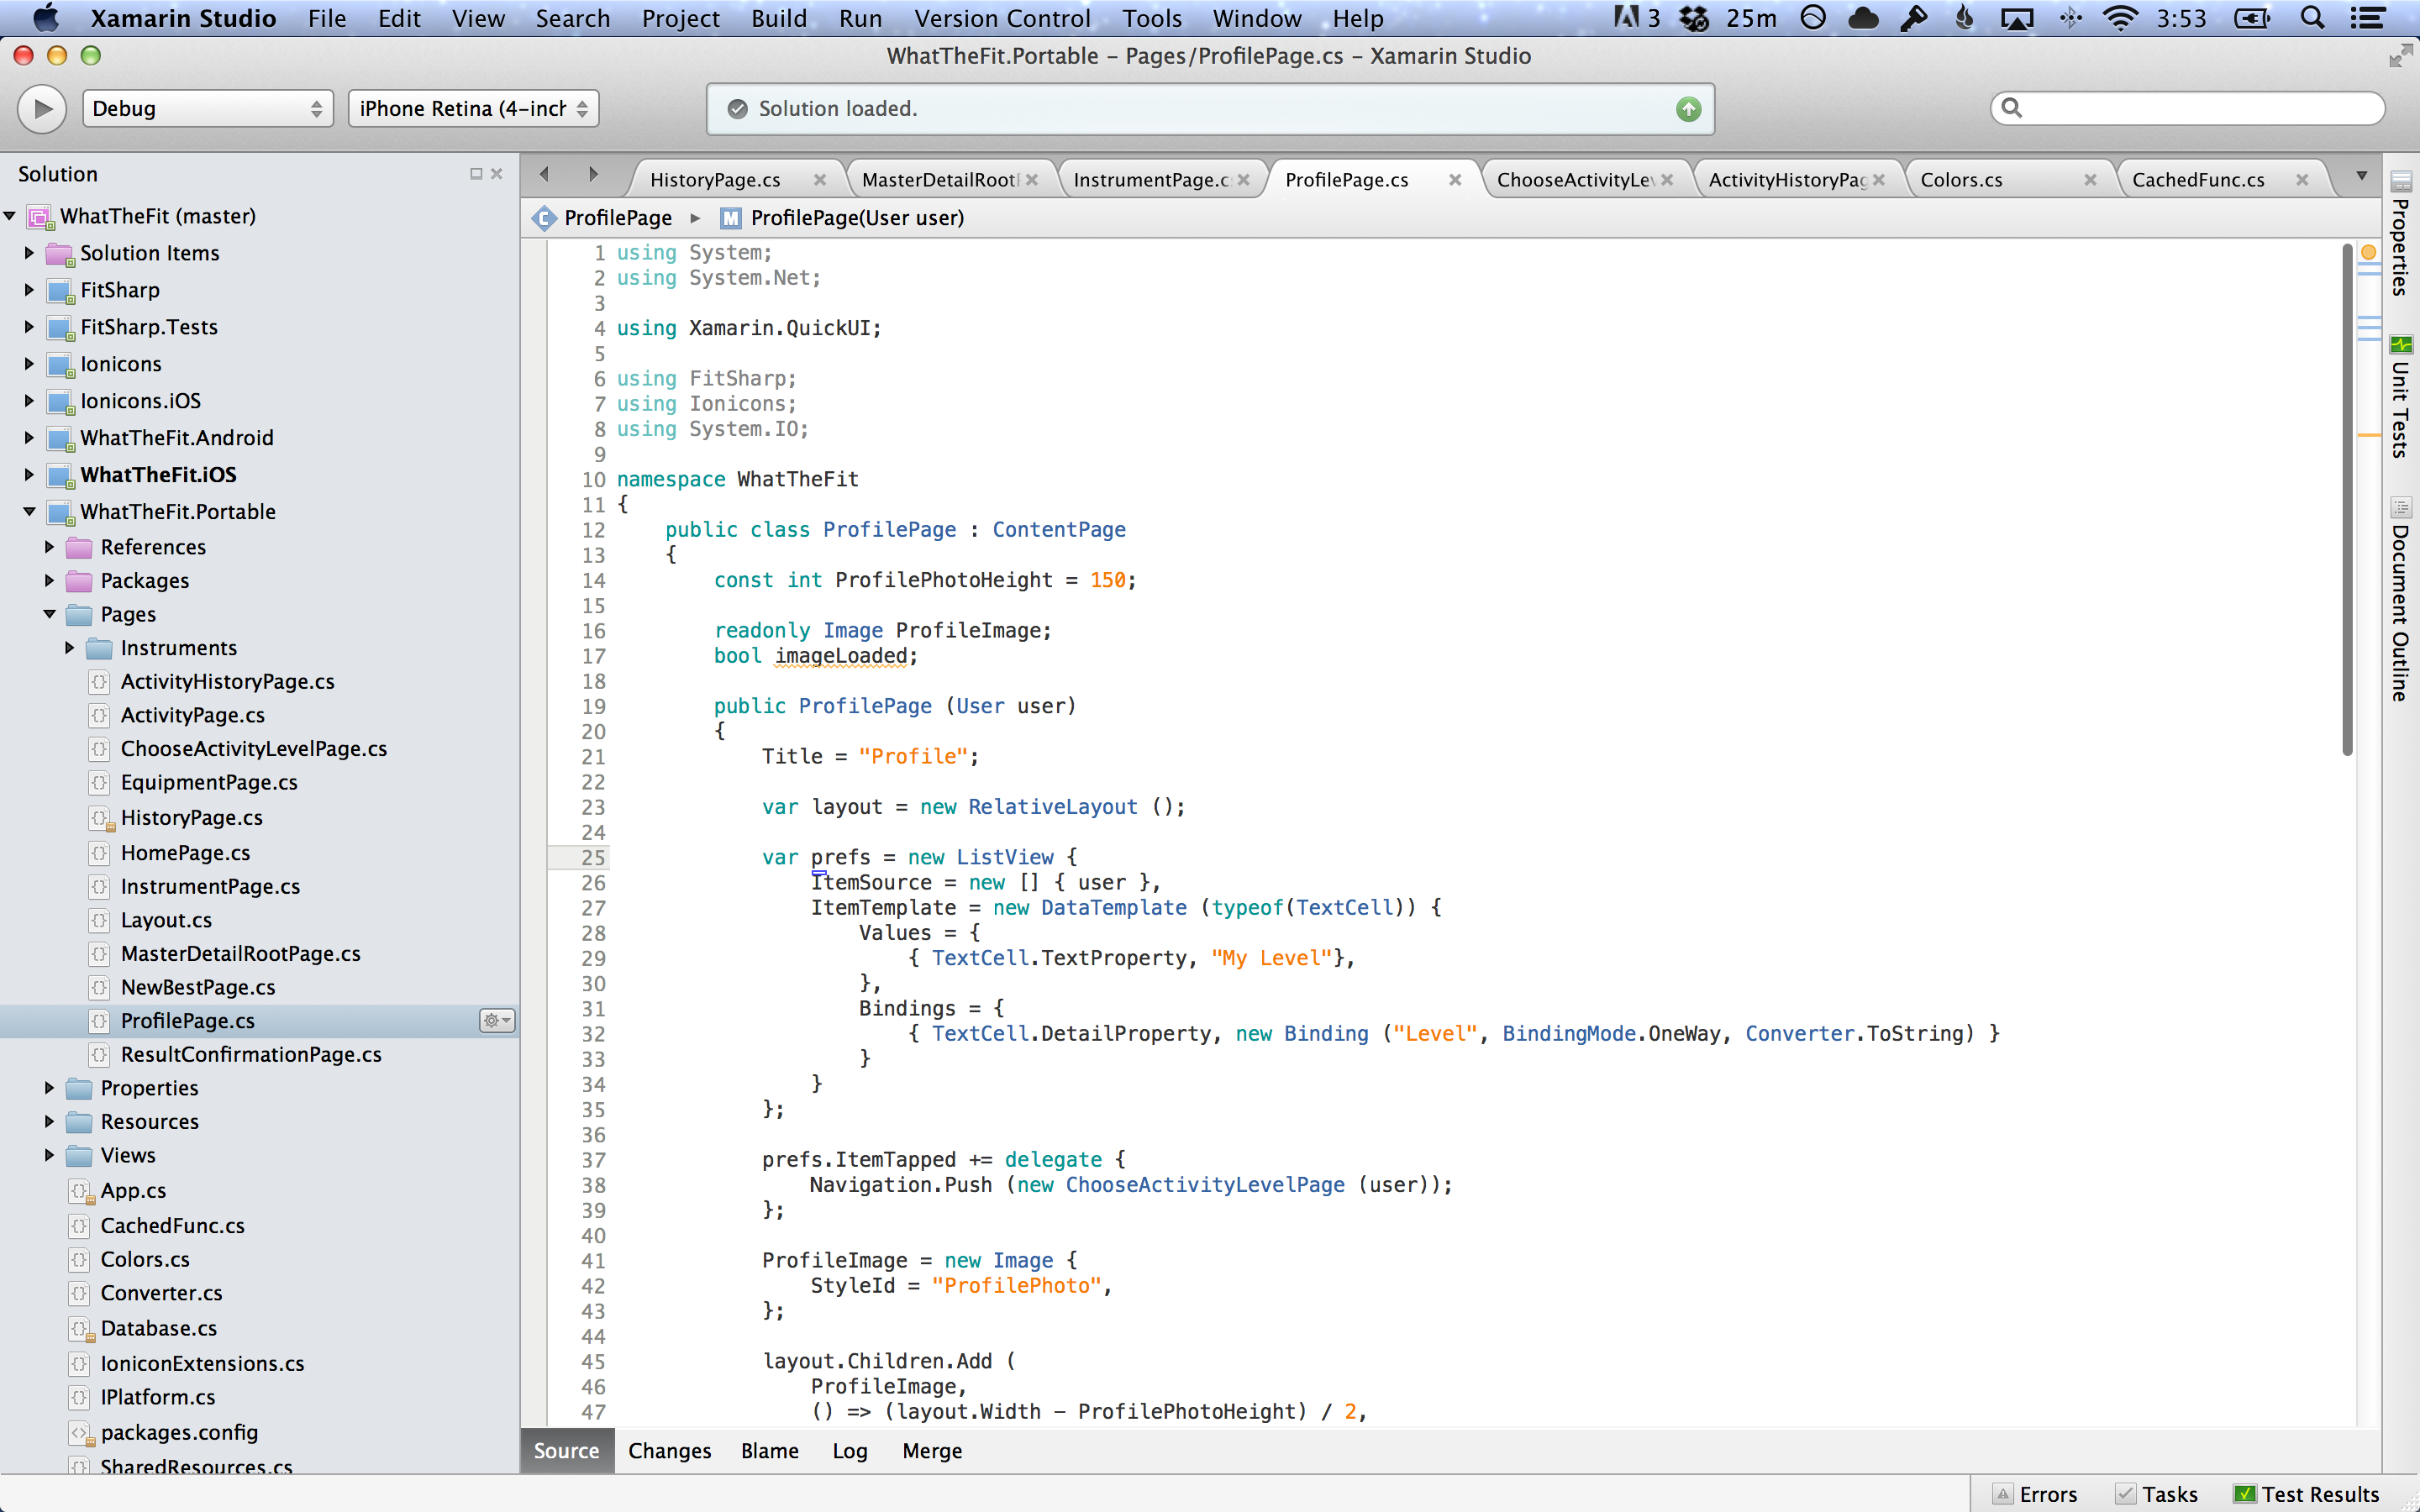 Xamarin Studio File Edit View Search Project Build Run Version Control Tools Window Help 3 25m 3:53
WhatTheFit.Portable – Pages/ProfilePage.cs – Xamarin Studio
Debug iPhone Retina (4-inch Solution loaded.
Solution
WhatTheFit (master)
Solution Items
FitSharp
FitSharp.Tests
Ionicons
Ionicons.iOS
WhatTheFit.Android
WhatTheFit.iOS
WhatTheFit.Portable
References
Packages
Pages
Instruments
ActivityHistoryPage.cs
ActivityPage.cs
ChooseActivityLevelPage.cs
EquipmentPage.cs
HistoryPage.cs
HomePage.cs
InstrumentPage.cs
Layout.cs
MasterDetailRootPage.cs
NewBestPage.cs
ProfilePage.cs
ResultConfirmationPage.cs
Properties
Resources
Views
App.cs
CachedFunc.cs
Colors.cs
Converter.cs
Database.cs
IoniconExtensions.cs
IPlatform.cs
packages.config
SharedResources.cs
HistoryPage.cs MasterDetailRoot InstrumentPage.c ProfilePage.cs ChooseActivityLe ActivityHistoryPag Colors.cs CachedFunc.cs
ProfilePage M ProfilePage(User user)
1 using System;
2 using System.Net;
3
4 using Xamarin.QuickUI;
5
6 using FitSharp;
7 using Ionicons;
8 using System.IO;
9
10 namespace WhatTheFit
11 {
12 public class ProfilePage : ContentPage
13 {
14 const int ProfilePhotoHeight = 150;
15
16 readonly Image ProfileImage;
17 bool imageLoaded;
18
19 public ProfilePage (User user)
20 {
21 Title = "Profile";
22
23 var layout = new RelativeLayout ();
24
25 var prefs = new ListView {
26 ItemSource = new [] { user },
27 ItemTemplate = new DataTemplate (typeof(TextCell)) {
28 Values = {
29 { TextCell.TextProperty, "My Level"},
30 },
31 Bindings = {
32 { TextCell.DetailProperty, new Binding ("Level", BindingMode.OneWay, Converter.ToString) }
33 }
34 }
35 };
36
37 prefs.ItemTapped += delegate {
38 Navigation.Push (new ChooseActivityLevelPage (user));
39 };
40
41 ProfileImage = new Image {
42 StyleId = "ProfilePhoto",
43 };
44
45 layout.Children.Add (
46 ProfileImage,
47 () => (layout.Width - ProfilePhotoHeight) / 2,
Source Changes Blame Log Merge
Properties
Unit Tests
Document Outline
Errors Tasks Test Results